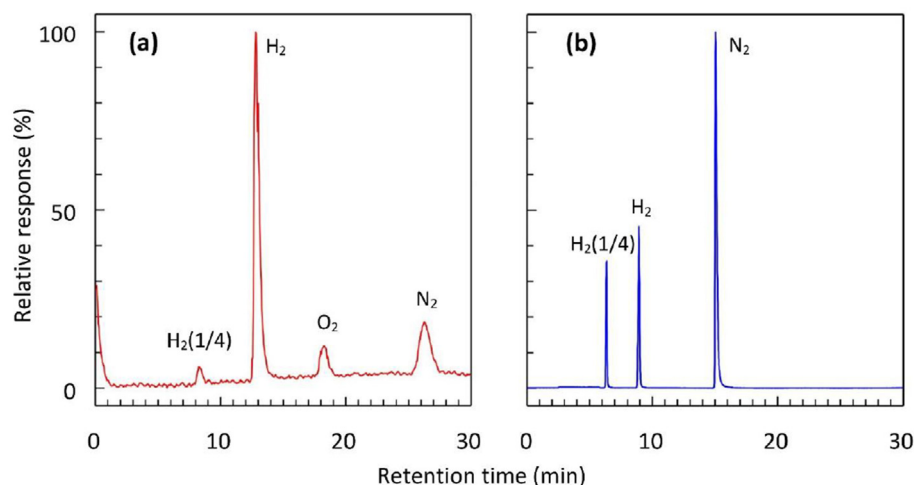 (a)
H₂
H₂(1/4)
O₂
N₂
100
50
0
0
10
20
30
(b)
N₂
H₂
H₂(1/4)
0
10
20
30
Relative response (%)
Retention time (min)